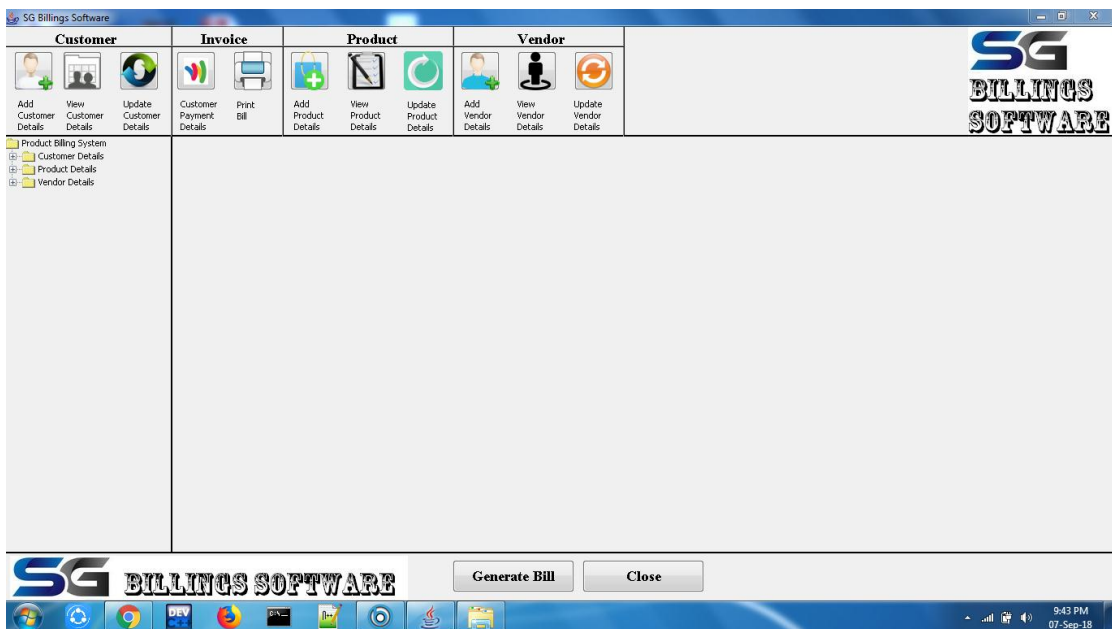 SG Billings Software
Customer
Invoice
Product
Vendor
Add Customer Details
View Customer Details
Update Customer Details
Customer Payment Details
Print Bill
Add Product Details
View Product Details
Update Product Details
Add Vendor Details
View Vendor Details
Update Vendor Details
SG
BILLINGS
SOFTWARE
Product Billing System
Customer Details
Product Details
Vendor Details
SG BILLINGS SOFTWARE
Generate Bill
Close
DEV
C:\
9:43 PM
07-Sep-18